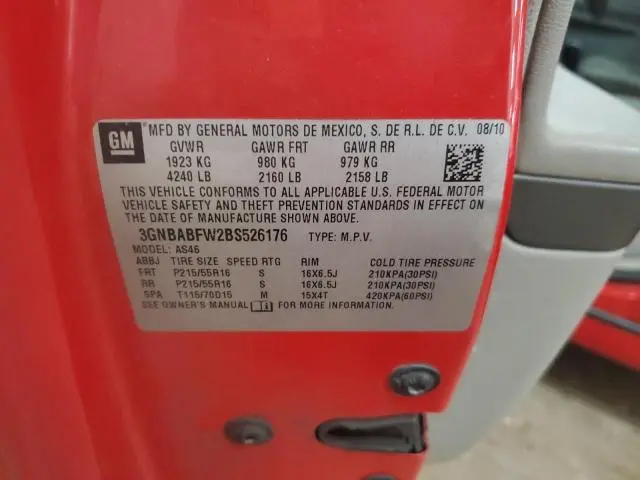 GM
MFD BY GENERAL MOTORS DE MEXICO, S. DE R.L. DE C.V. 08/10
GVWR GAWR FRT GAWR RR
1923 KG 980 KG 979 KG
4240 LB 2160 LB 2158 LB
THIS VEHICLE CONFORMS TO ALL APPLICABLE U.S. FEDERAL MOTOR
VEHICLE SAFETY AND THEFT PREVENTION STANDARDS IN EFFECT ON
THE DATE OF MANUFACTURE SHOWN ABOVE.
3GNBABFW2BS526176 TYPE: M.P.V.
MODEL: AS46
ABBJ TIRE SIZE SPEED RTG RIM COLD TIRE PRESSURE
FRT P215/55R16 S 16X6.5J 210KPA(30PSI)
RR P215/55R16 S 16X6.5J 210KPA(30PSI)
SPA T115/70D15 M 15X4T 420KPA(60PSI)
SEE OWNER'S MANUAL FOR MORE INFORMATION.